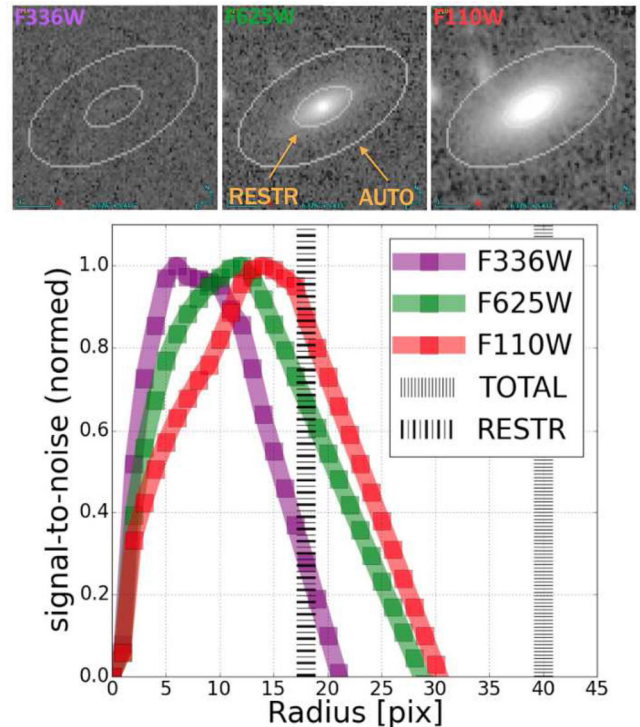 F336W F625W F110W
RESTR AUTO
signal-to-noise (normed)
1.0
0.8
0.6
0.4
0.2
0.0
F336W
F625W
F110W
TOTAL
RESTR
0 5 10 15 20 25 30 35 40 45
Radius [pix]